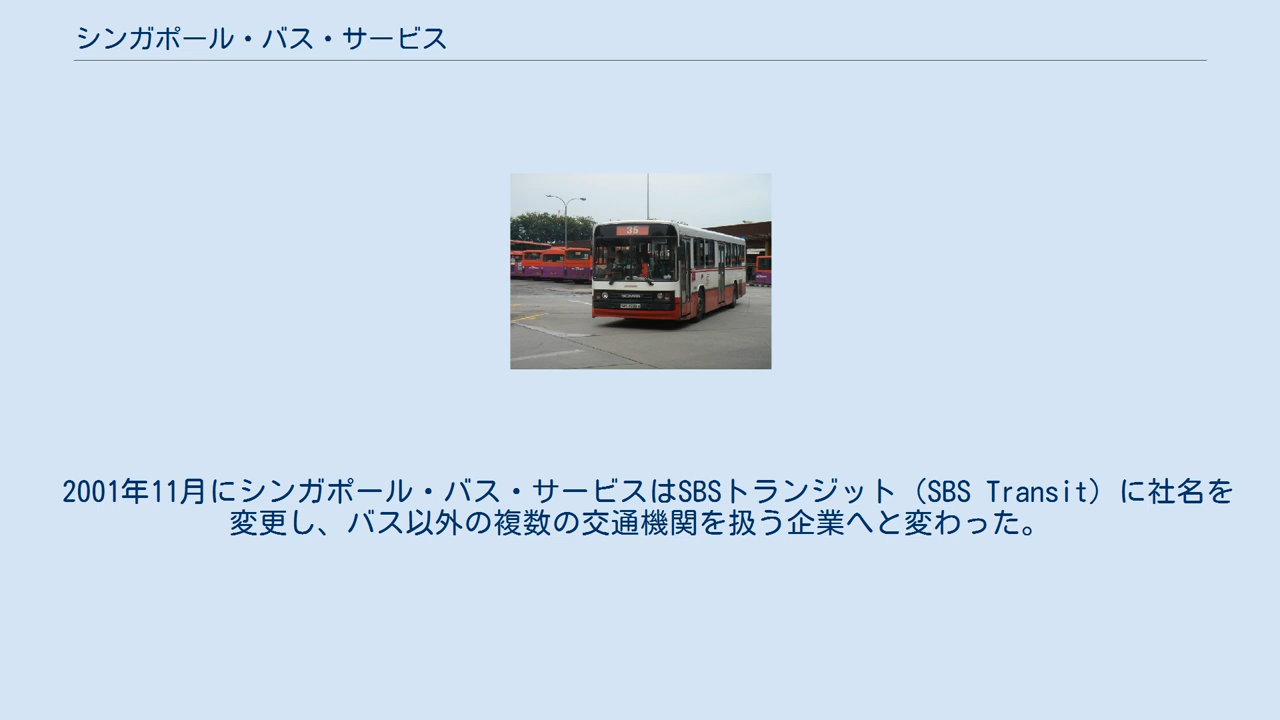 シンガポール・バス・サービス
35
SCANIA
2001年11月にシンガポール・バス・サービスはSBSトランジット（SBS Transit）に社名を
変更し、バス以外の複数の交通機関を扱う企業へと変わった。